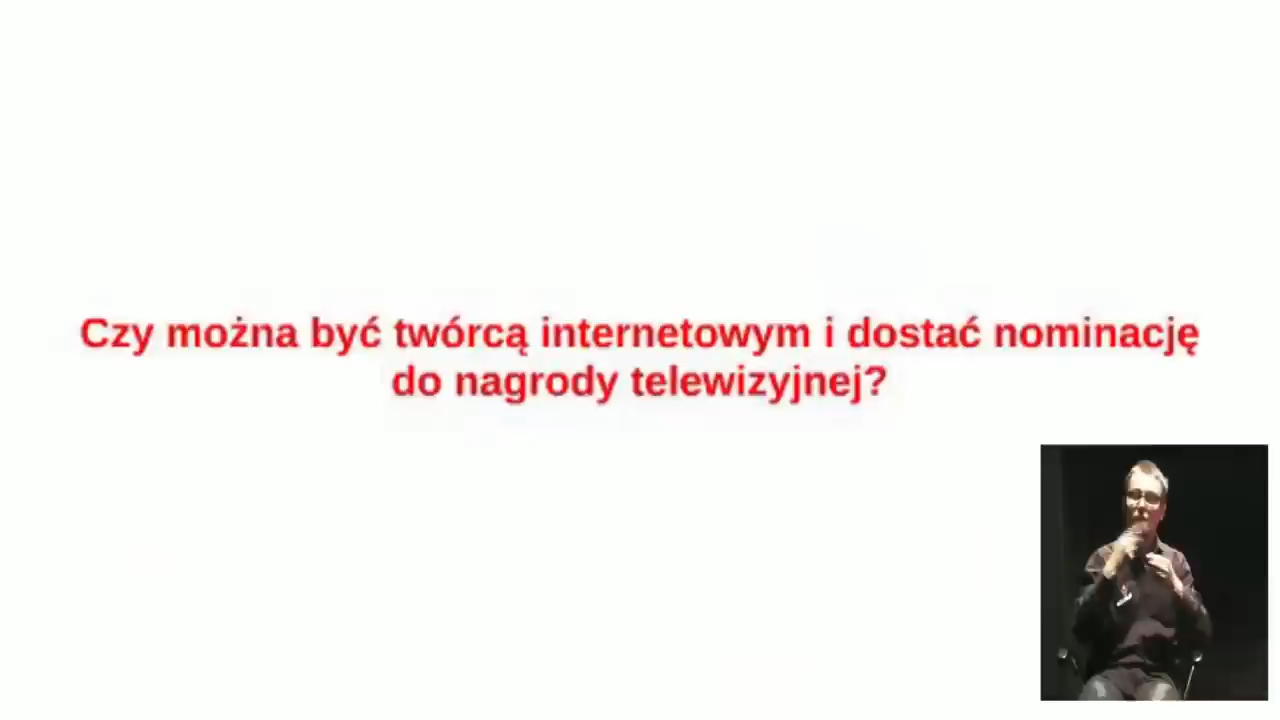 Czy można być twórcą internetowym i dostać nominację
do nagrody telewizyjnej?